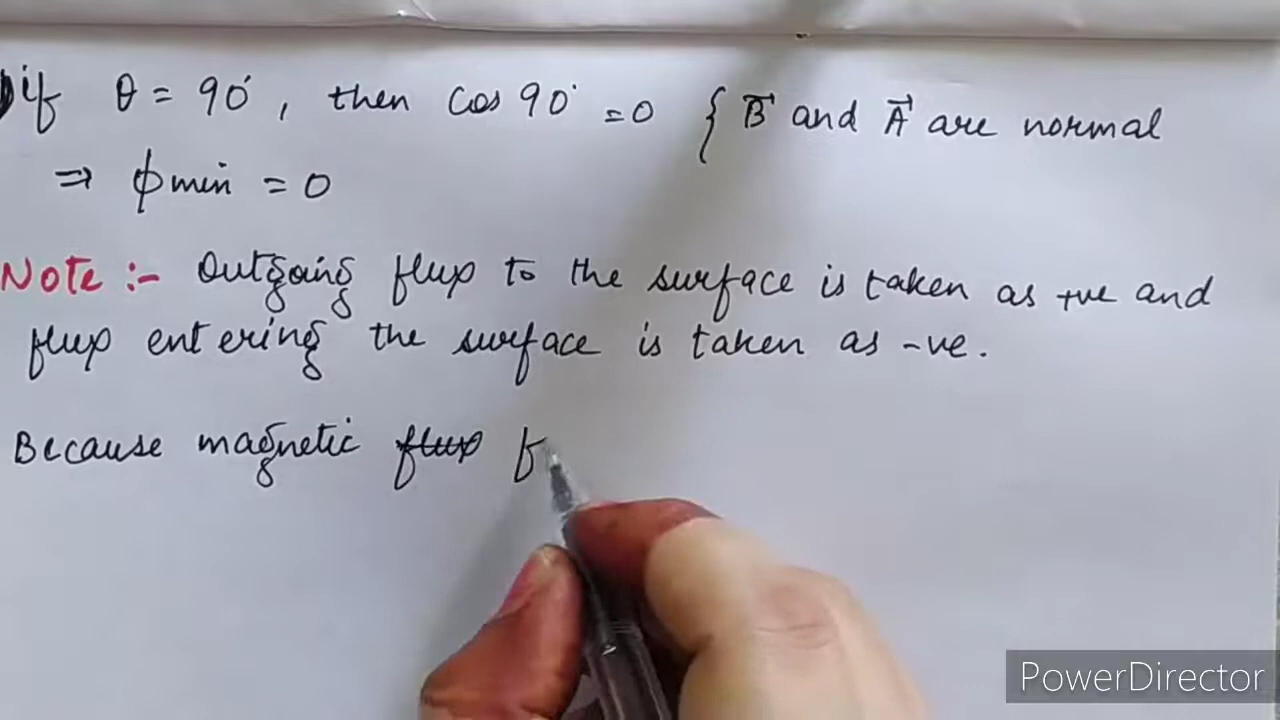 if θ = 90°, then cos 90° = 0 { B⃗ and A⃗ are normal
⇒ ϕmin = 0
Note :- Outgoing flux to the surface is taken as +ve and
flux entering the surface is taken as -ve.
Because magnetic f
PowerDirector